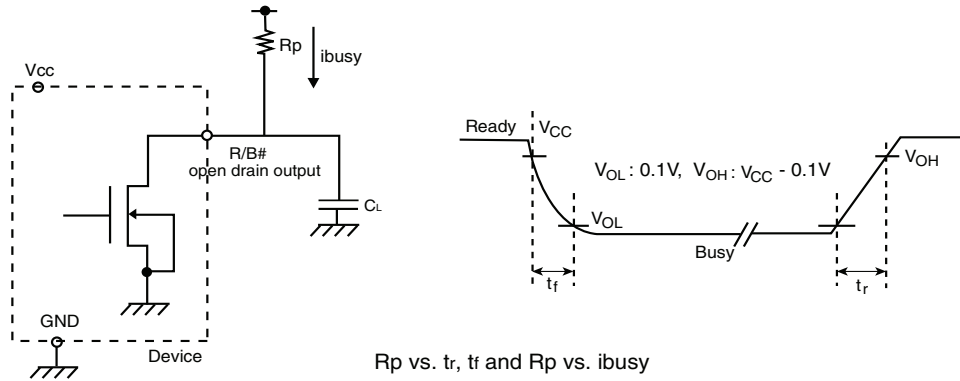 Rp
ibusy
Vcc
R/B#
open drain output
CL
GND
Device
Ready
VCC
VOL : 0.1V, VOH : VCC - 0.1V
VOH
VOL
Busy
tf
tr
Rp vs. tr, tf and Rp vs. ibusy